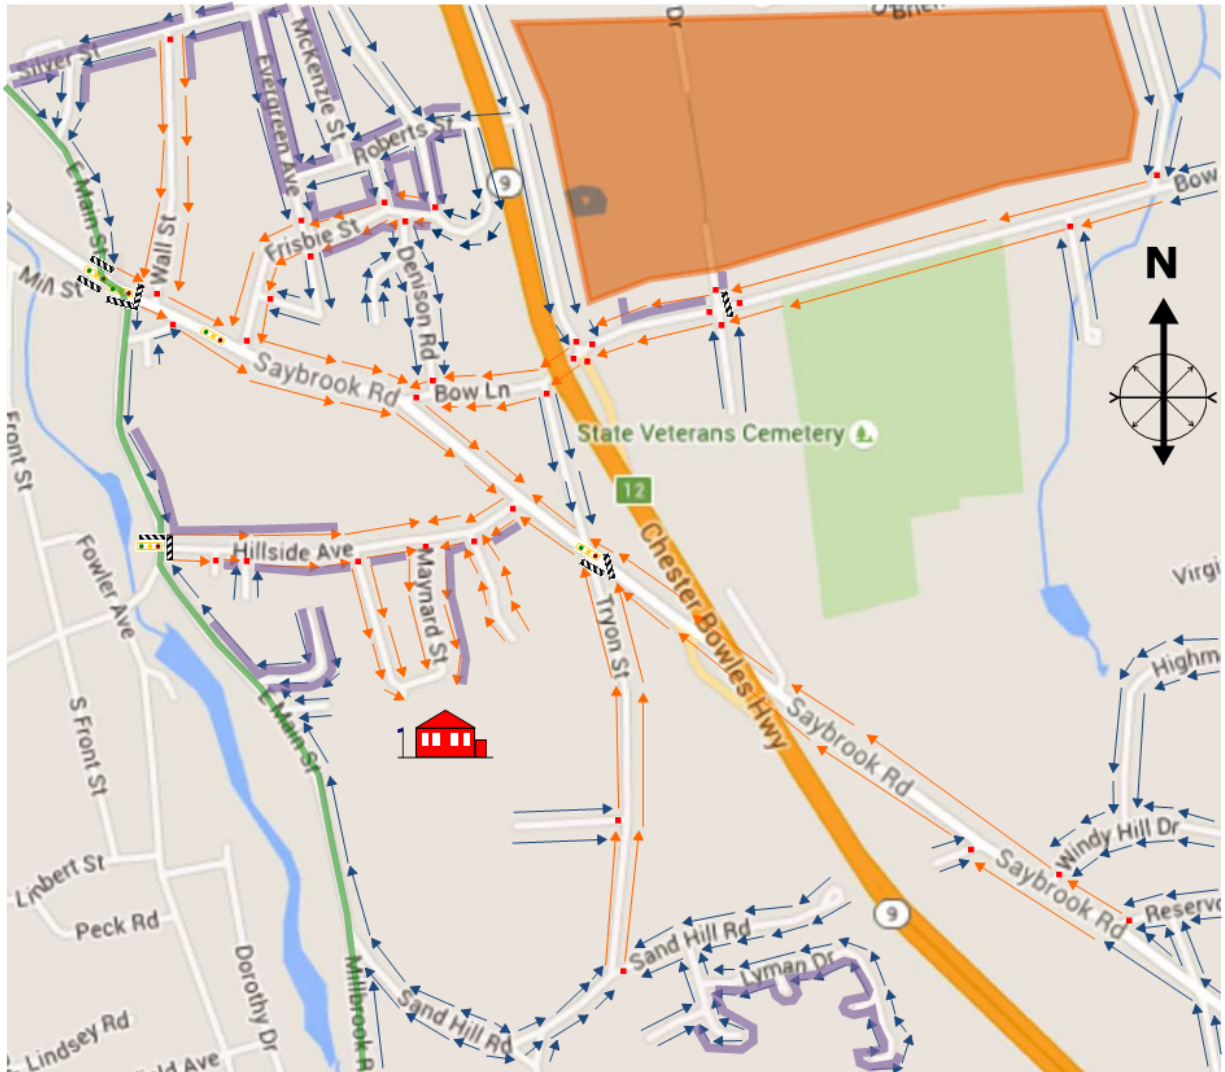 Dr
O'Brien
Silver St
McKenzie St
Evergreen Ave
Roberts St
9
E Main St
Wall St
Bow
Mill St
Frisbie St
Denison Rd
N
Saybrook Rd
Bow Ln
State Veterans Cemetery
12
Front St
Chester Bowles Hwy
Hillside Ave
Maynard St
Fowler Ave
Tryon St
Virgi
Highm
E Main St
S Front St
Saybrook Rd
Windy Hill Dr
Saybrook Rd
Linbert St
Reservo
9
Peck Rd
Sand Hill Rd
Lyman Dr
Dorothy Dr
Millbrook R
Sand Hill Rd
Lindsey Rd
ld Ave